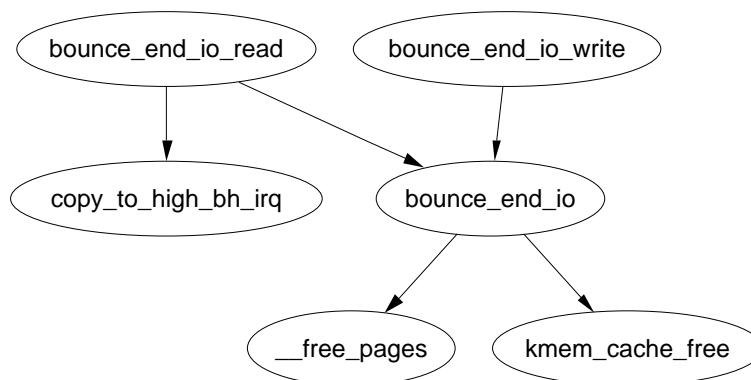 bounce_end_io_read
bounce_end_io_write
copy_to_high_bh_irq
bounce_end_io
__free_pages
kmem_cache_free